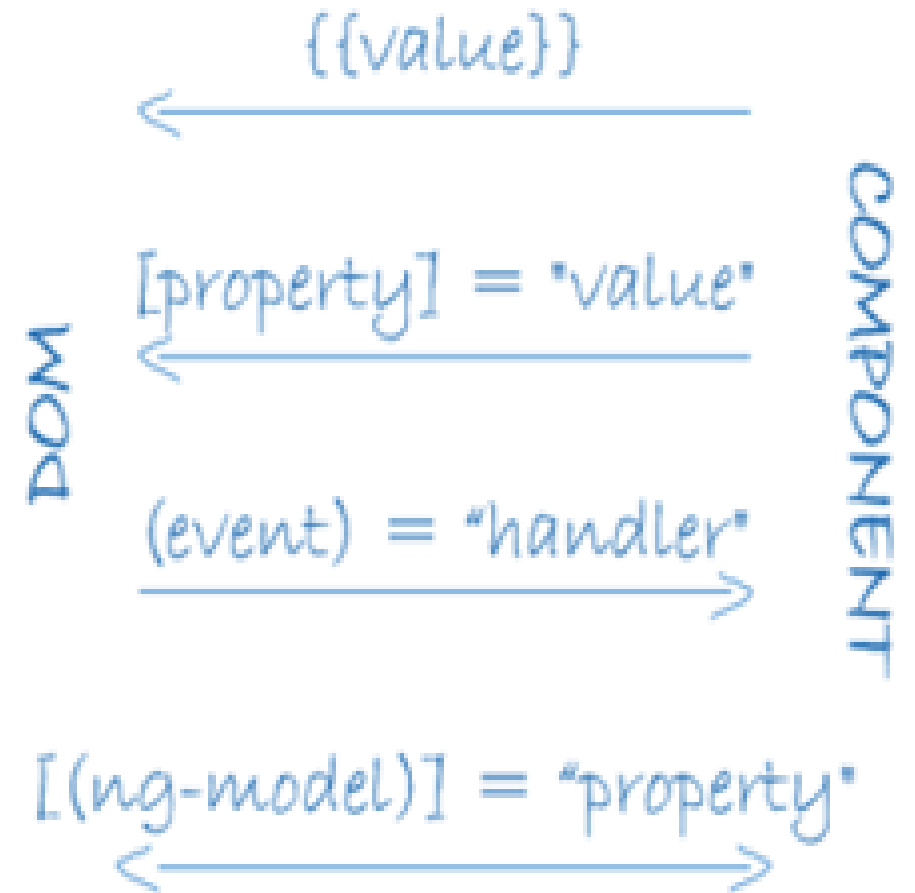 {{value}}
[property] = "value"
DOM
COMPONENT
(event) = "handler"
[(ng-model)] = "property"